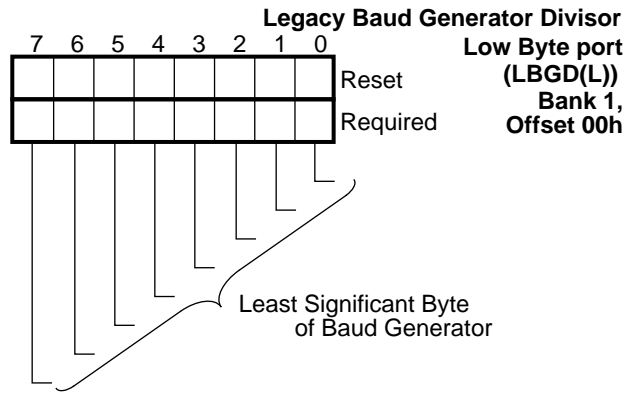 Legacy Baud Generator Divisor
Low Byte port
(LBGD(L))
Bank 1,
Offset 00h
7 6 5 4 3 2 1 0
Reset
Required
Least Significant Byte
of Baud Generator